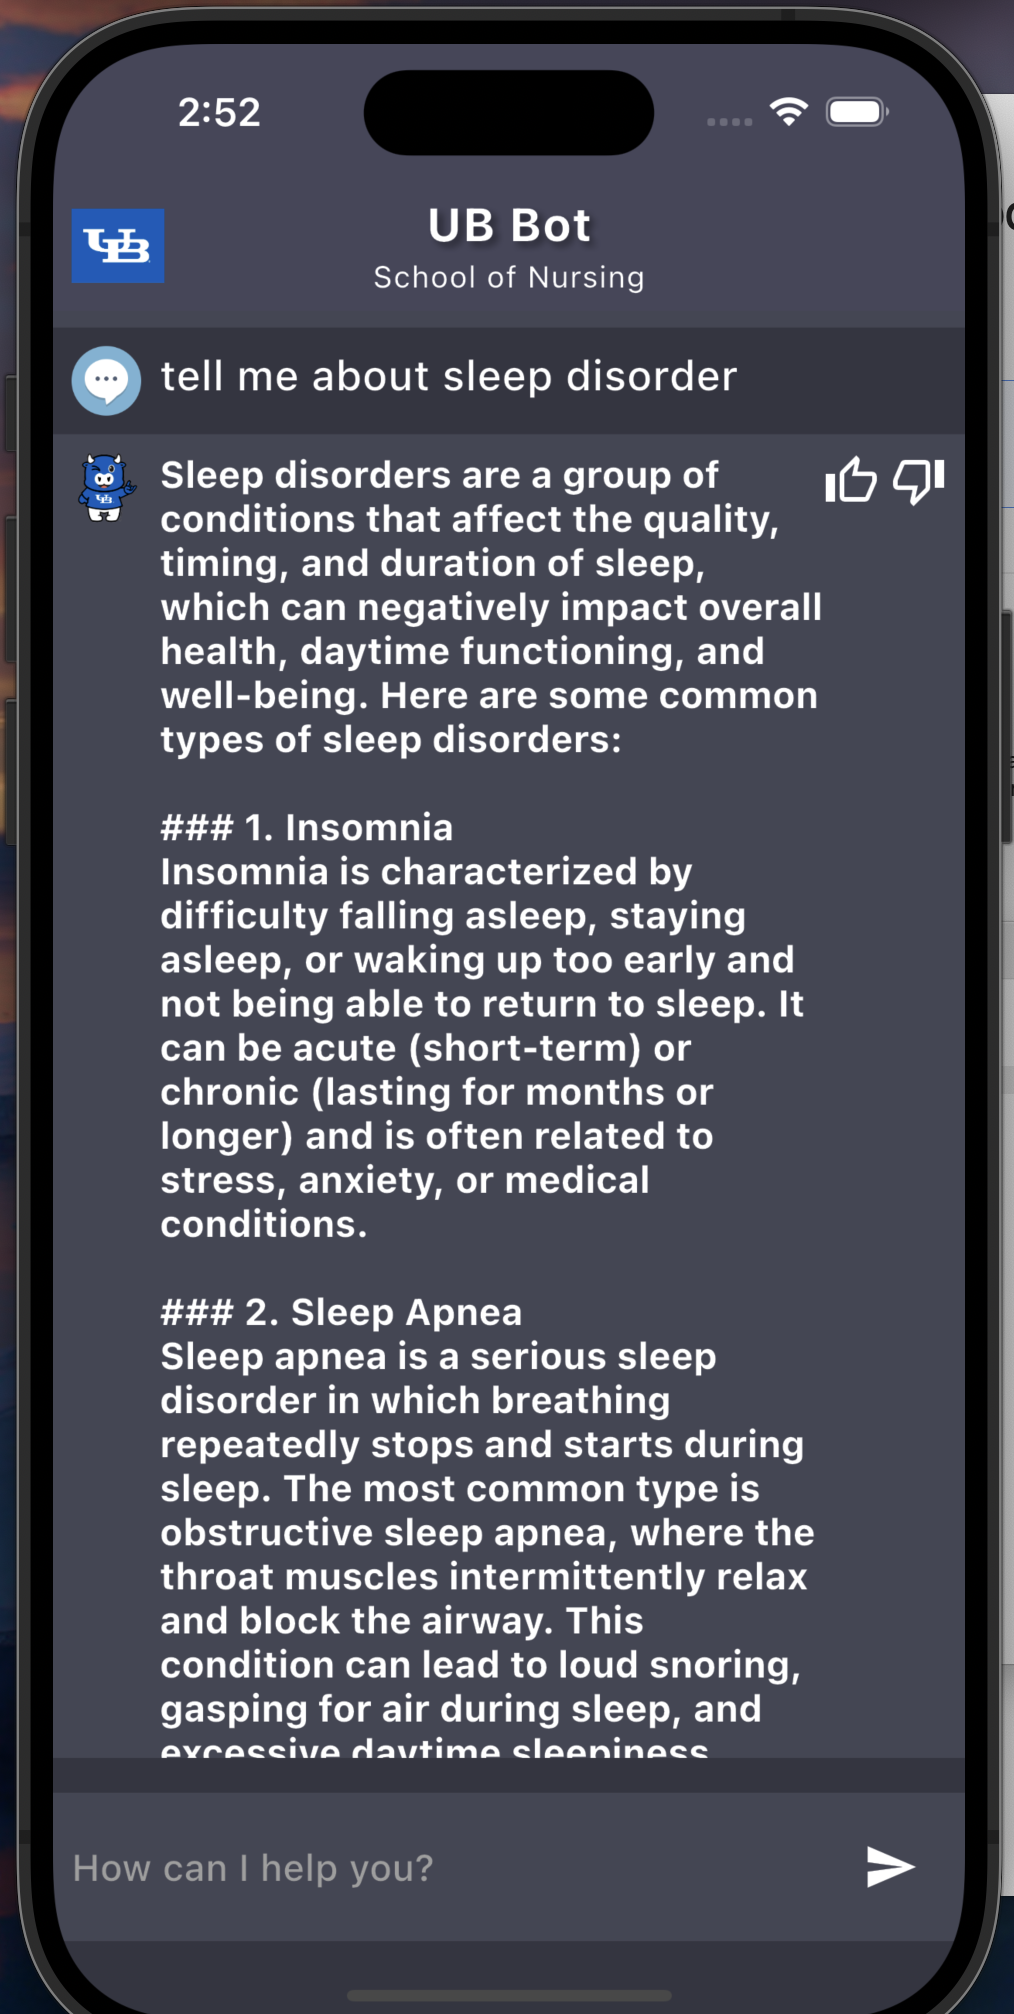 2:52
UB
UB Bot
School of Nursing
tell me about sleep disorder
UB
Sleep disorders are a group of
conditions that affect the quality,
timing, and duration of sleep,
which can negatively impact overall
health, daytime functioning, and
well-being. Here are some common
types of sleep disorders:
### 1. Insomnia
Insomnia is characterized by
difficulty falling asleep, staying
asleep, or waking up too early and
not being able to return to sleep. It
can be acute (short-term) or
chronic (lasting for months or
longer) and is often related to
stress, anxiety, or medical
conditions.
### 2. Sleep Apnea
Sleep apnea is a serious sleep
disorder in which breathing
repeatedly stops and starts during
sleep. The most common type is
obstructive sleep apnea, where the
throat muscles intermittently relax
and block the airway. This
condition can lead to loud snoring,
gasping for air during sleep, and
excessive daytime sleepiness
How can I help you?